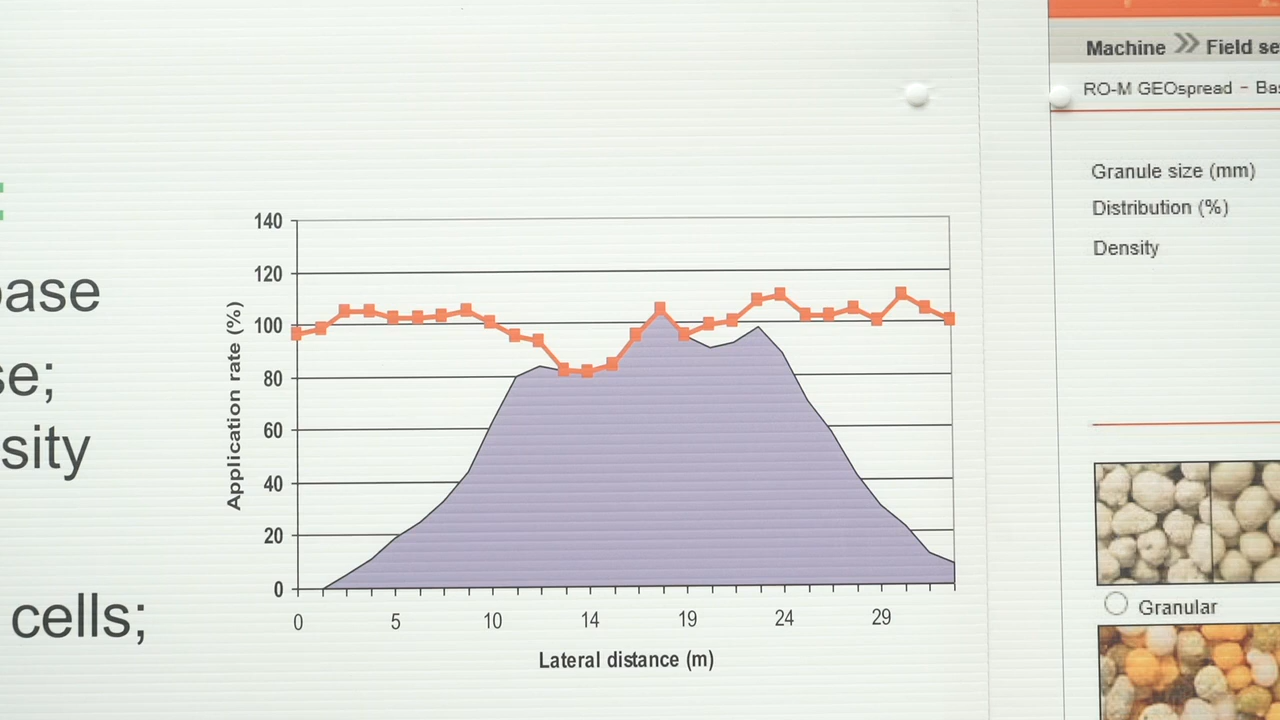 base
se;
sity
cells;
140
120
100
80
60
40
20
0
Application rate (%)
0 5 10 14 19 24 29
Lateral distance (m)
Machine >> Field se
RO-M GEOspread - Bas
Granule size (mm)
Distribution (%)
Density
Granular